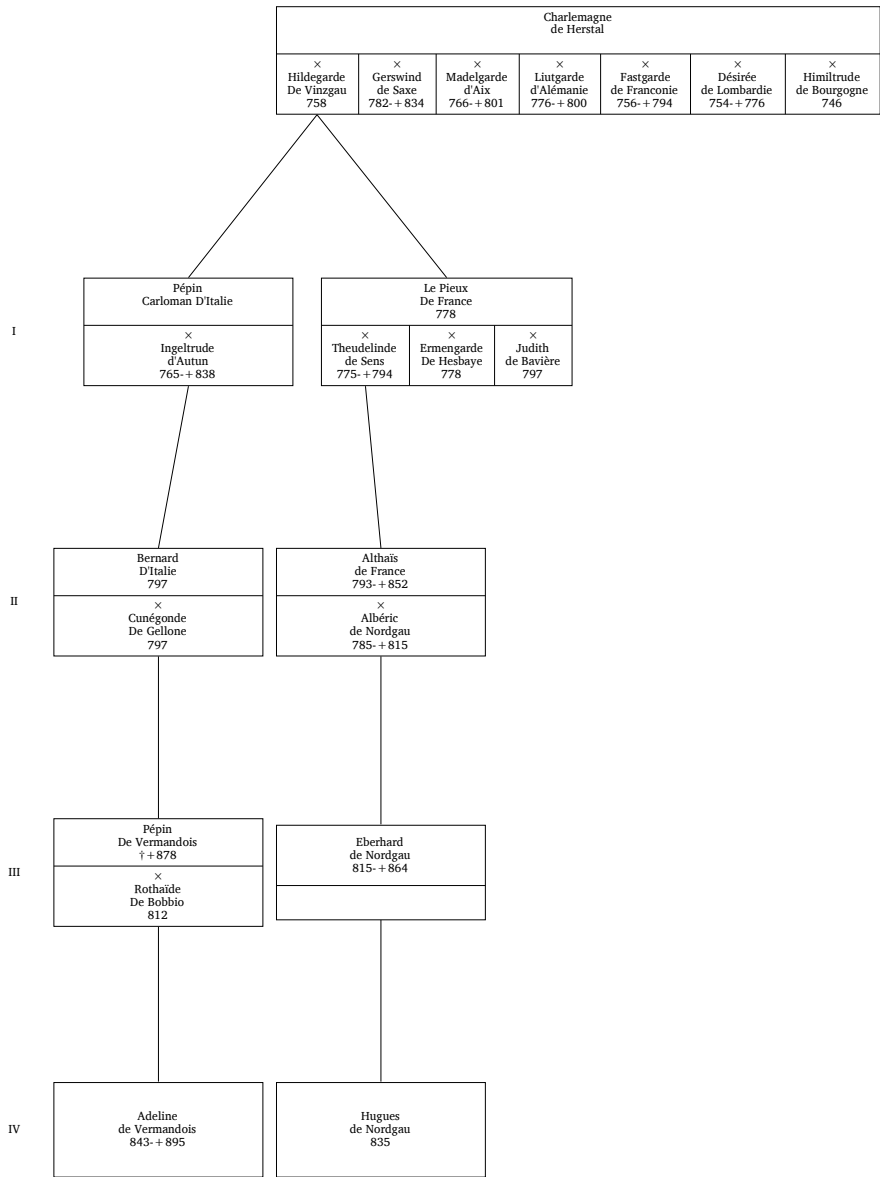 Charlemagne
de Herstal
×
Hildegarde
De Vinzgau
758
×
Gerswind
de Saxe
782-+834
×
Madelgarde
d'Aix
766-+801
×
Liutgarde
d'Alémanie
776-+800
×
Fastgarde
de Franconie
756-+794
×
Désirée
de Lombardie
754-+776
×
Himiltrude
de Bourgogne
746
I
Pépin
Carloman D'Italie
×
Ingeltrude
d'Autun
765-+838
Le Pieux
De France
778
×
Theudelinde
de Sens
775-+794
×
Ermengarde
De Hesbaye
778
×
Judith
de Bavière
797
II
Bernard
D'Italie
797
×
Cunégonde
De Gellone
797
Althaïs
de France
793-+852
×
Albéric
de Nordgau
785-+815
III
Pépin
De Vermandois
†+878
×
Rothaïde
De Bobbio
812
Eberhard
de Nordgau
815-+864
IV
Adeline
de Vermandois
843-+895
Hugues
de Nordgau
835